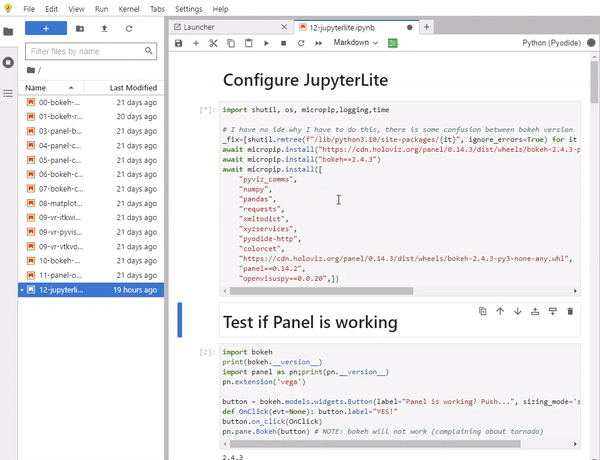 File Edit View Run Kernel Tabs Settings Help
Launcher
12-jupyterlite.ipynb
Filter files by name
Markdown
Python (Pyodide)
/
Name
Last Modified
00-bokeh-... 21 days ago
01-bokeh-r... 20 days ago
03-panel-b... 21 days ago
04-panel-c... 21 days ago
05-panel-c... 21 days ago
06-bokeh-c... 21 days ago
07-bokeh-c... 21 days ago
08-matplot... 21 days ago
09-vr-itkwi... 21 days ago
09-vr-pyvis... 21 days ago
09-vr-vtkvo... 21 days ago
10-bokeh-... 21 days ago
11-panel-o... 21 days ago
12-jupyterli... 19 hours ago
Configure JupyterLite
[*]:
import shutil, os, micropip,logging,time
# I have no ide why I have to do this, there is some confusion between bokeh version
_fix=[shutil.rmtree(f"/lib/python3.10/site-packages/{it}", ignore_errors=True) for it
await micropip.install("https://cdn.holoviz.org/panel/0.14.3/dist/wheels/bokeh-2.4.3-p
await micropip.install("bokeh==2.4.3")
await micropip.install([
"pyviz_comms",
"numpy",
"pandas",
"requests",
"xmltodict",
"xyzservices",
"pyodide-http",
"colorcet",
"https://cdn.holoviz.org/panel/0.14.3/dist/wheels/bokeh-2.4.3-py3-none-any.whl",
"panel==0.14.2",
"openvisuspy==0.0.20",])
Test if Panel is working
[2]:
import bokeh
print(bokeh.__version__)
import panel as pn;print(pn.__version__)
pn.extension('vega')
button = bokeh.models.widgets.Button(label="Panel is working? Push...", sizing_mode='s
def OnClick(evt=None): button.label="YES!"
button.on_click(OnClick)
pn.pane.Bokeh(button) # NOTE: bokeh will not work (complaining about tornado)
2.4.3